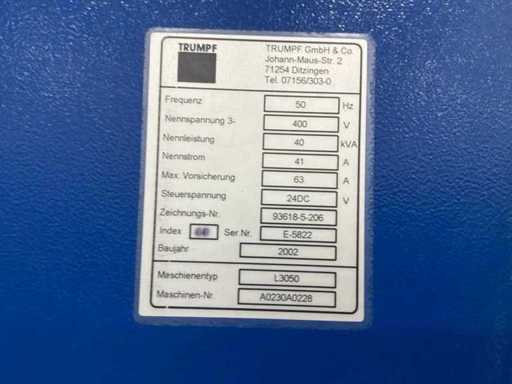 TRUMPF
TRUMPF GmbH & Co.
Johann-Maus-Str. 2
71254 Ditzingen
Tel. 07156/303-0
Frequenz 50 Hz
Nennspannung 3~ 400 V
Nennleistung 40 kVA
Nennstrom 41 A
Max. Vorsicherung 63 A
Steuerspannung 24DC V
Zeichnungs-Nr. 93618-5-206
Index Ser.Nr. E-5822
Baujahr 2002
Maschienentyp L3050
Maschinen-Nr. A0230A0228